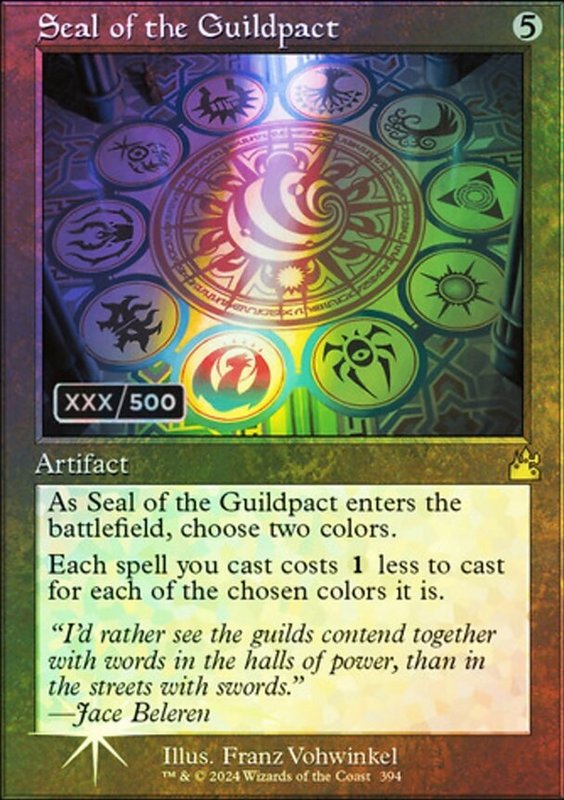 Seal of the Guildpact 5
XXX/500
Artifact
As Seal of the Guildpact enters the
battlefield, choose two colors.
Each spell you cast costs 1 less to cast
for each of the chosen colors it is.
“I’d rather see the guilds contend together
with words in the halls of power, than in
the streets with swords.”
—Jace Beleren
Illus. Franz Vohwinkel
™ & © 2024 Wizards of the Coast 394